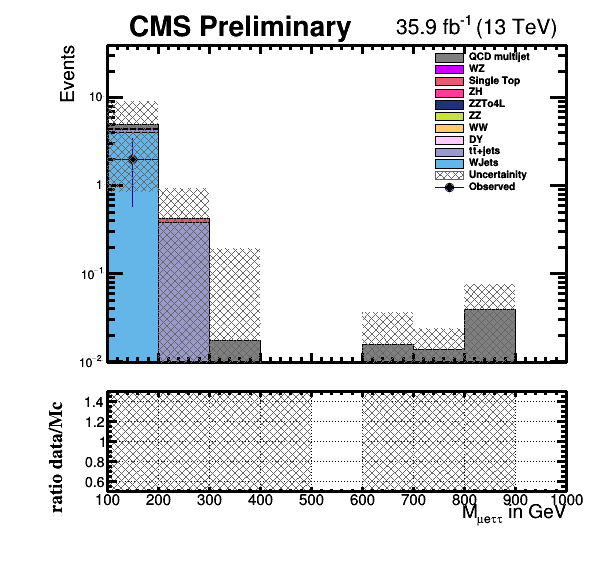 CMS Preliminary 35.9 fb⁻¹ (13 TeV)
Events
10
1
10⁻¹
10⁻²
QCD multijet
WZ
Single Top
ZH
ZZTo4L
ZZ
WW
DY
tt̄+jets
WJets
Uncertainity
Observed
ratio data/Mc
1.4
1.2
1
0.8
0.6
100 200 300 400 500 600 700 800 900 1000
M_μeττ in GeV